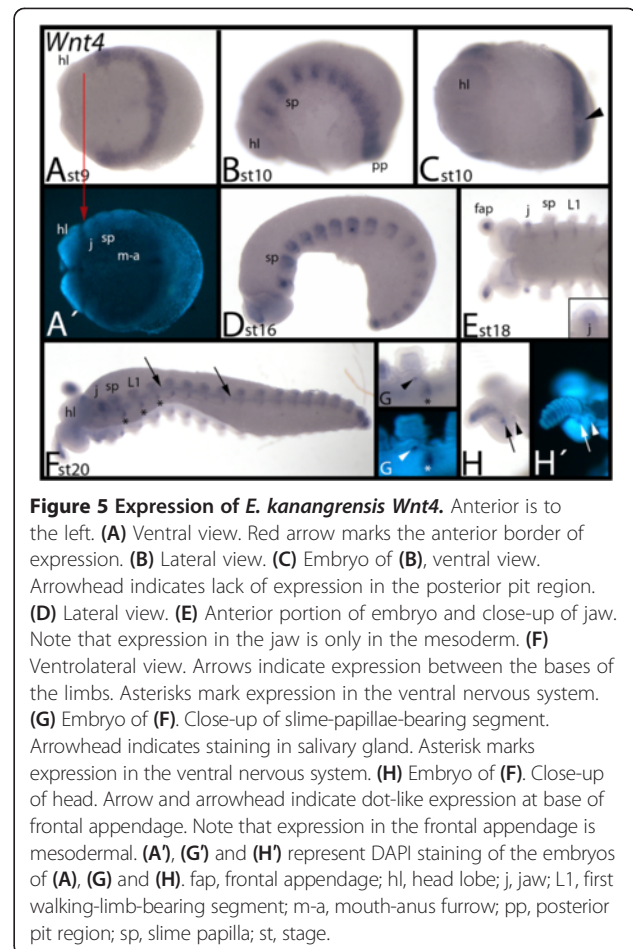 Wnt4
hl
hl
sp
hl
pp
A st9
B st10
C st10
hl
j
sp
m-a
sp
fap
j
sp
L1
j
A´
D st16
E st18
hl
j
sp
L1
G
*
* * *
G
*
F st20
H
H´
Figure 5 Expression of E. kanangrensis Wnt4. Anterior is to
the left. (A) Ventral view. Red arrow marks the anterior border of
expression. (B) Lateral view. (C) Embryo of (B), ventral view.
Arrowhead indicates lack of expression in the posterior pit region.
(D) Lateral view. (E) Anterior portion of embryo and close-up of jaw.
Note that expression in the jaw is only in the mesoderm. (F)
Ventrolateral view. Arrows indicate expression between the bases of
the limbs. Asterisks mark expression in the ventral nervous system.
(G) Embryo of (F). Close-up of slime-papillae-bearing segment.
Arrowhead indicates staining in salivary gland. Asterisk marks
expression in the ventral nervous system. (H) Embryo of (F). Close-up
of head. Arrow and arrowhead indicate dot-like expression at base of
frontal appendage. Note that expression in the frontal appendage is
mesodermal. (A'), (G') and (H') represent DAPI staining of the embryos
of (A), (G) and (H). fap, frontal appendage; hl, head lobe; j, jaw; L1, first
walking-limb-bearing segment; m-a, mouth-anus furrow; pp, posterior
pit region; sp, slime papilla; st, stage.